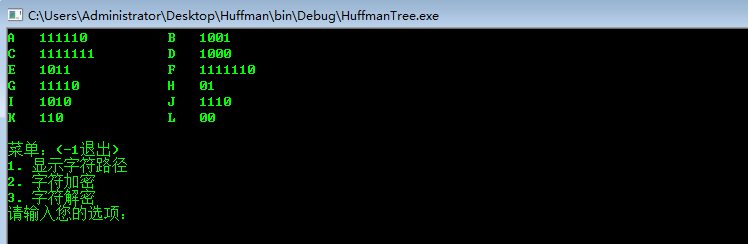 C:\Users\Administrator\Desktop\Huffman\bin\Debug\HuffmanTree.exe
A 111110 B 1001
C 1111111 D 1000
E 1011 F 1111110
G 11110 H 01
I 1010 J 1110
K 110 L 00
菜单：(-1退出)
1. 显示字符路径
2. 字符加密
3. 字符解密
请输入您的选项：